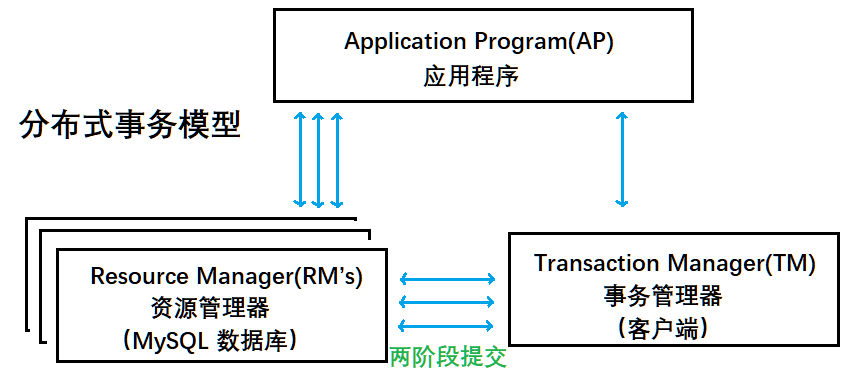 Application Program(AP)
应用程序
分布式事务模型
Resource Manager(RM’s)
资源管理器
（MySQL 数据库）
Transaction Manager(TM)
事务管理器
（客户端）
两阶段提交